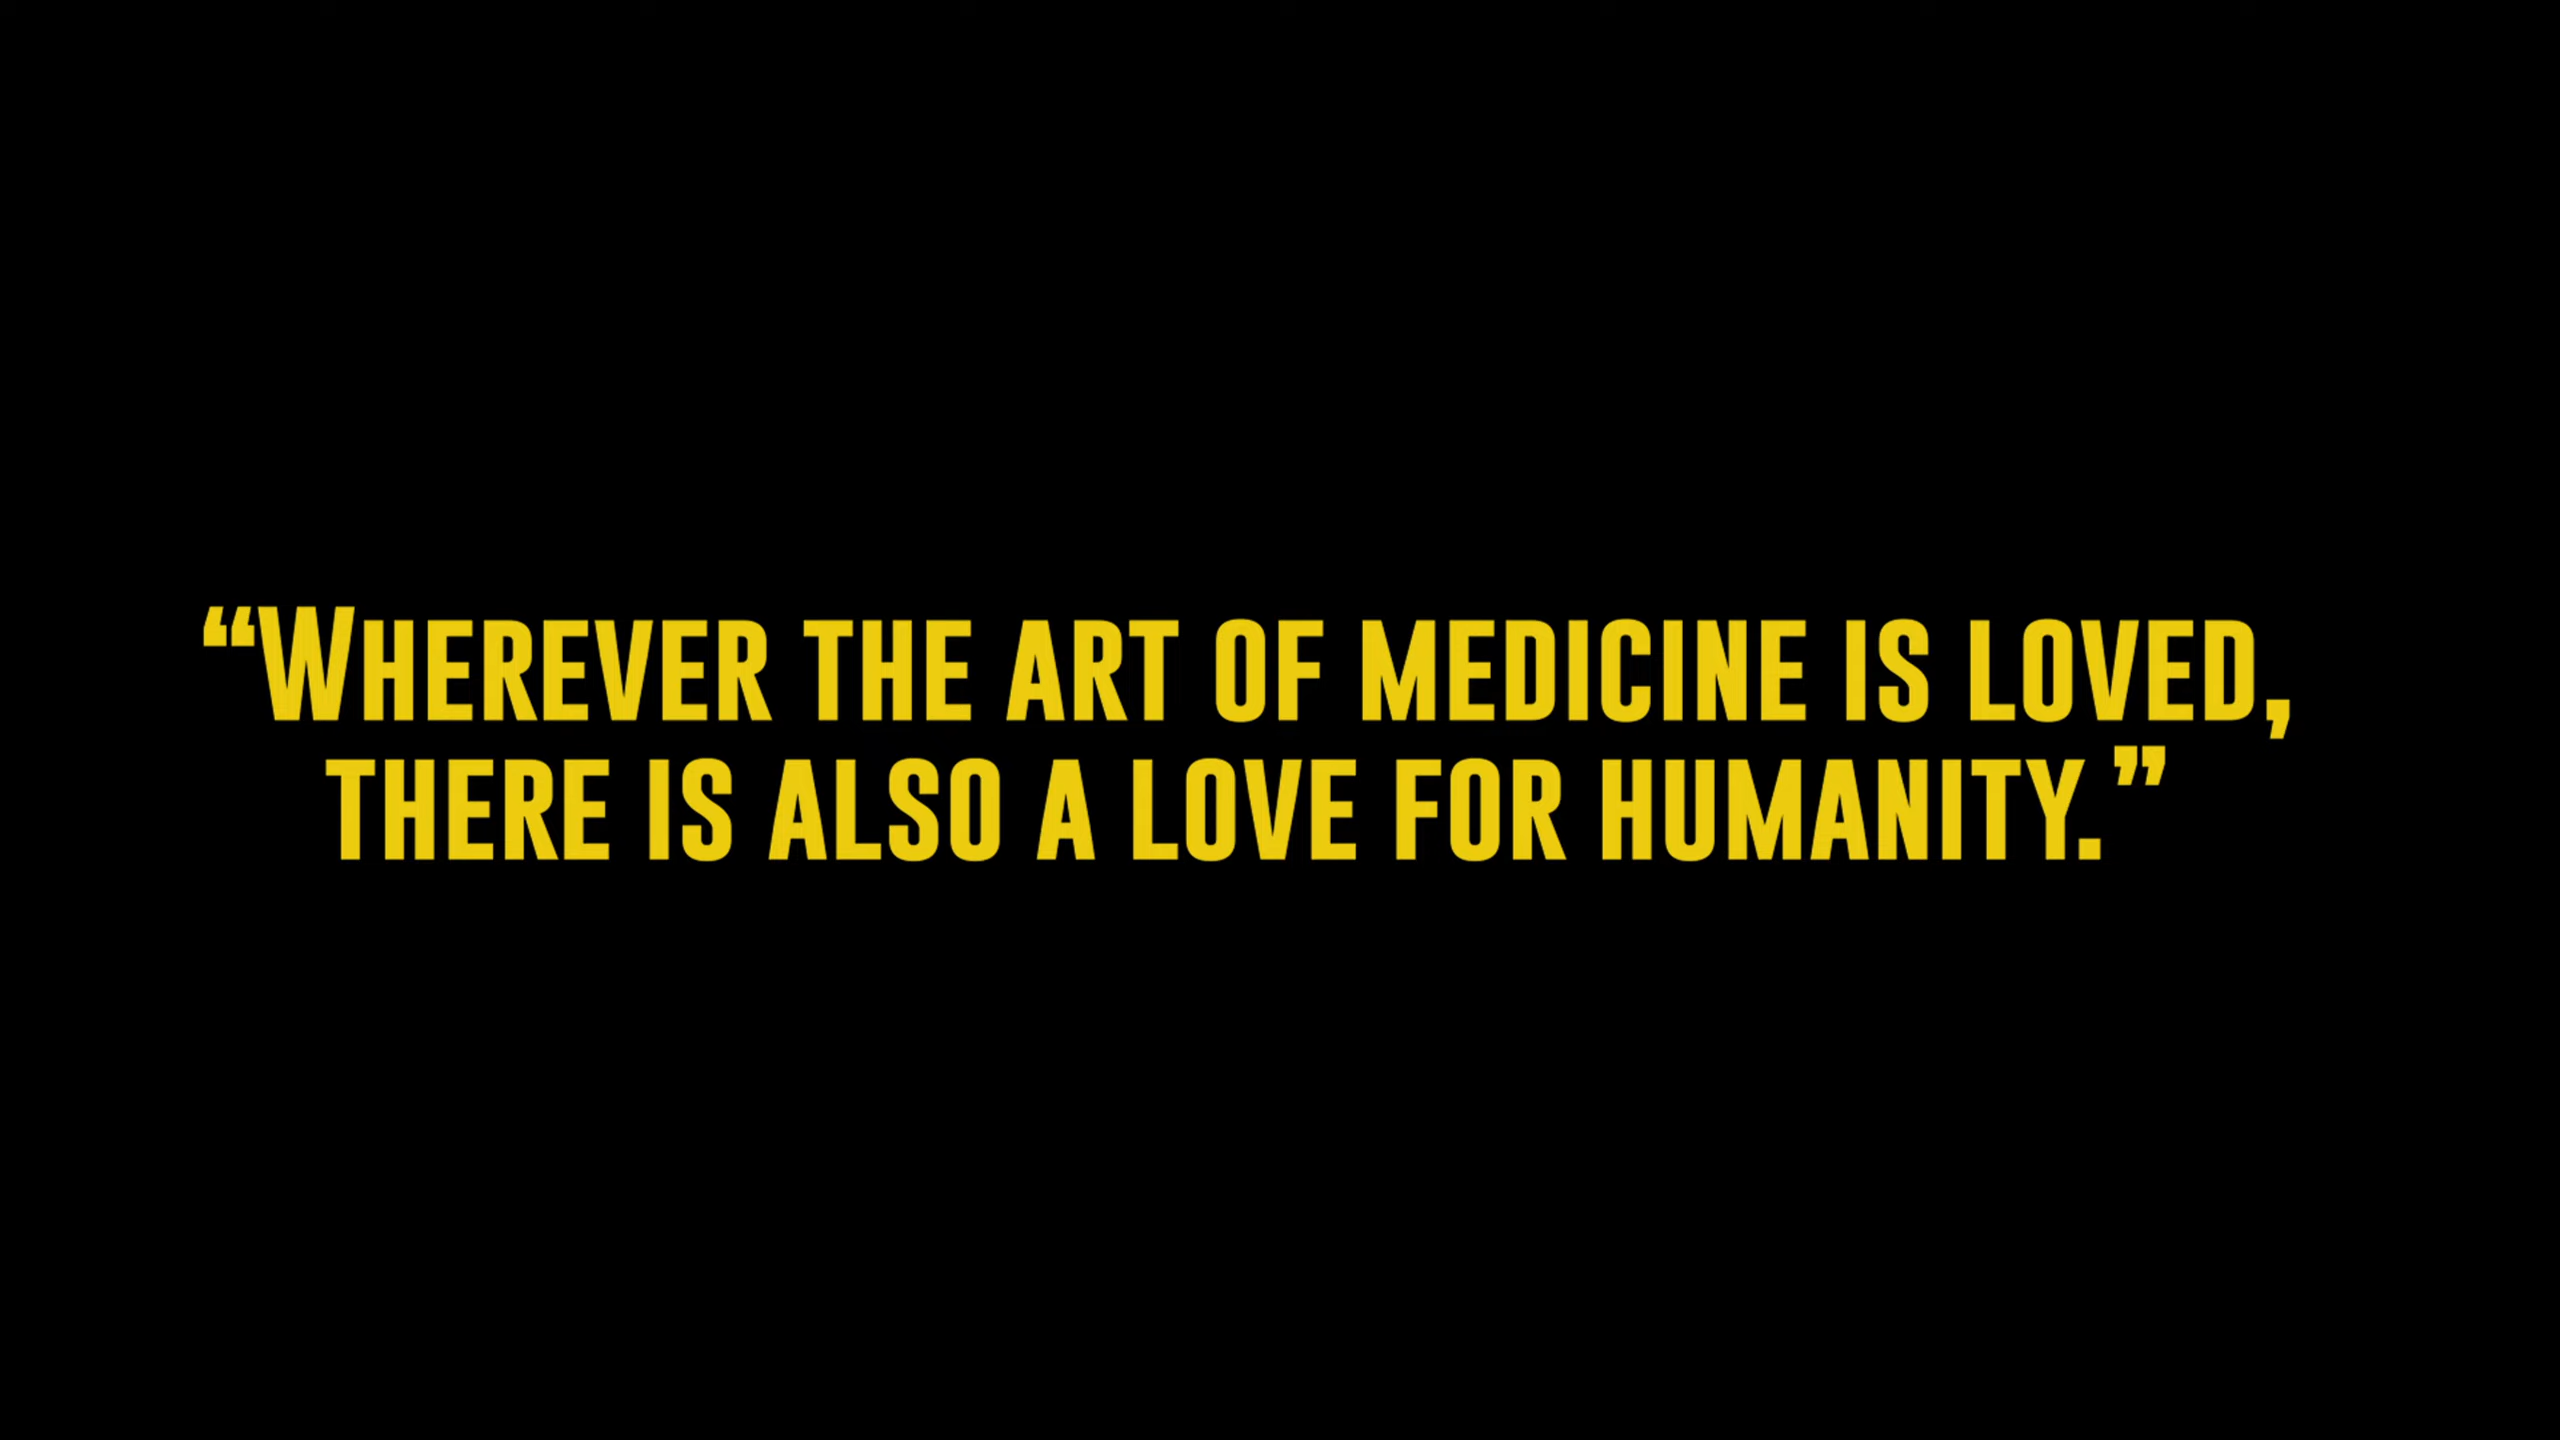 “Wherever the art of medicine is loved,
there is also a love for humanity.”